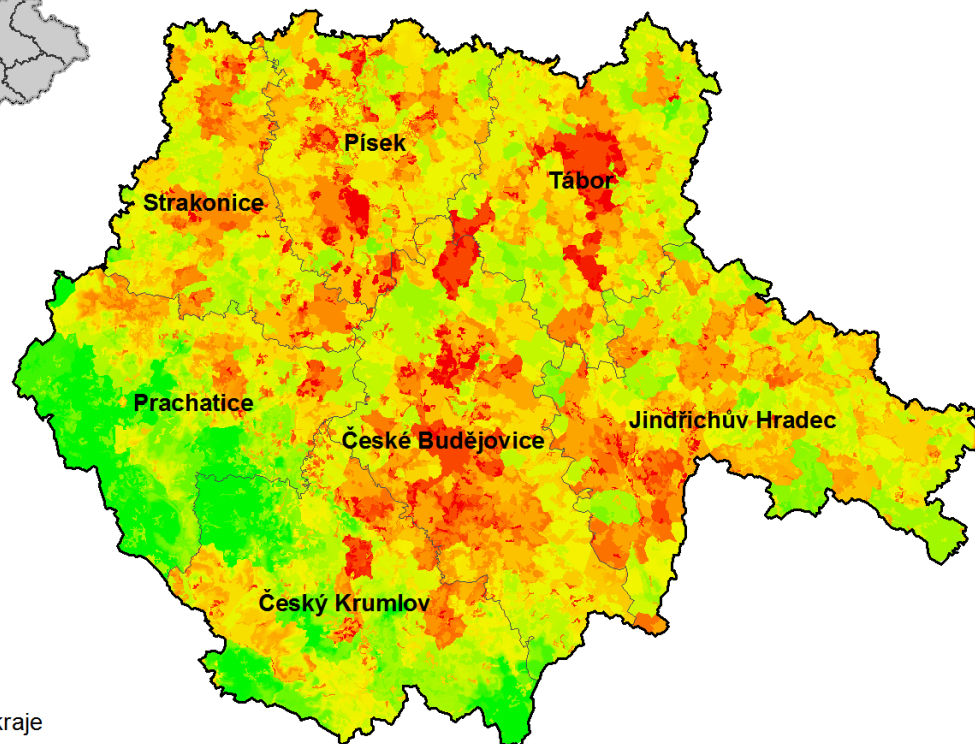 Písek
Tábor
Strakonice
Prachatice
České Budějovice
Jindřichův Hradec
Český Krumlov
kraje